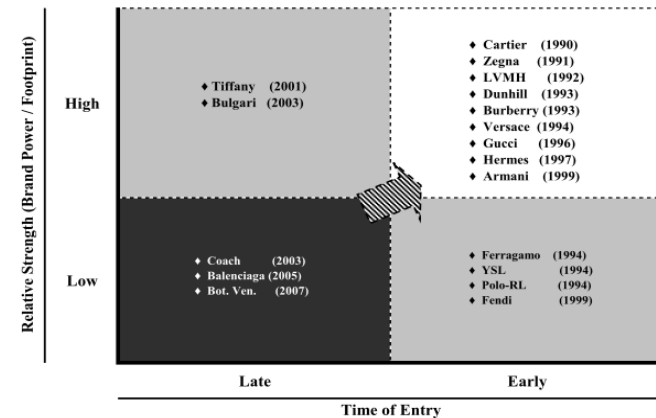 Relative Strength (Brand Power / Footprint)
High
Low
♦ Tiffany (2001)
♦ Bulgari (2003)
♦ Cartier (1990)
♦ Zegna (1991)
♦ LVMH (1992)
♦ Dunhill (1993)
♦ Burberry (1993)
♦ Versace (1994)
♦ Gucci (1996)
♦ Hermes (1997)
♦ Armani (1999)
♦ Coach (2003)
♦ Balenciaga (2005)
♦ Bot. Ven. (2007)
♦ Ferragamo (1994)
♦ YSL (1994)
♦ Polo-RL (1994)
♦ Fendi (1999)
Late
Early
Time of Entry